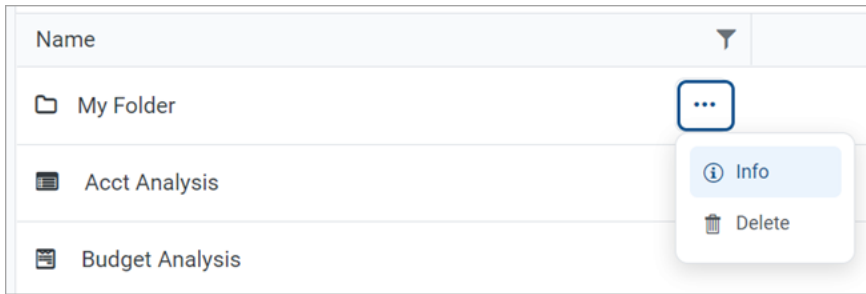 Name
My Folder
Info
Acct Analysis
Delete
Budget Analysis